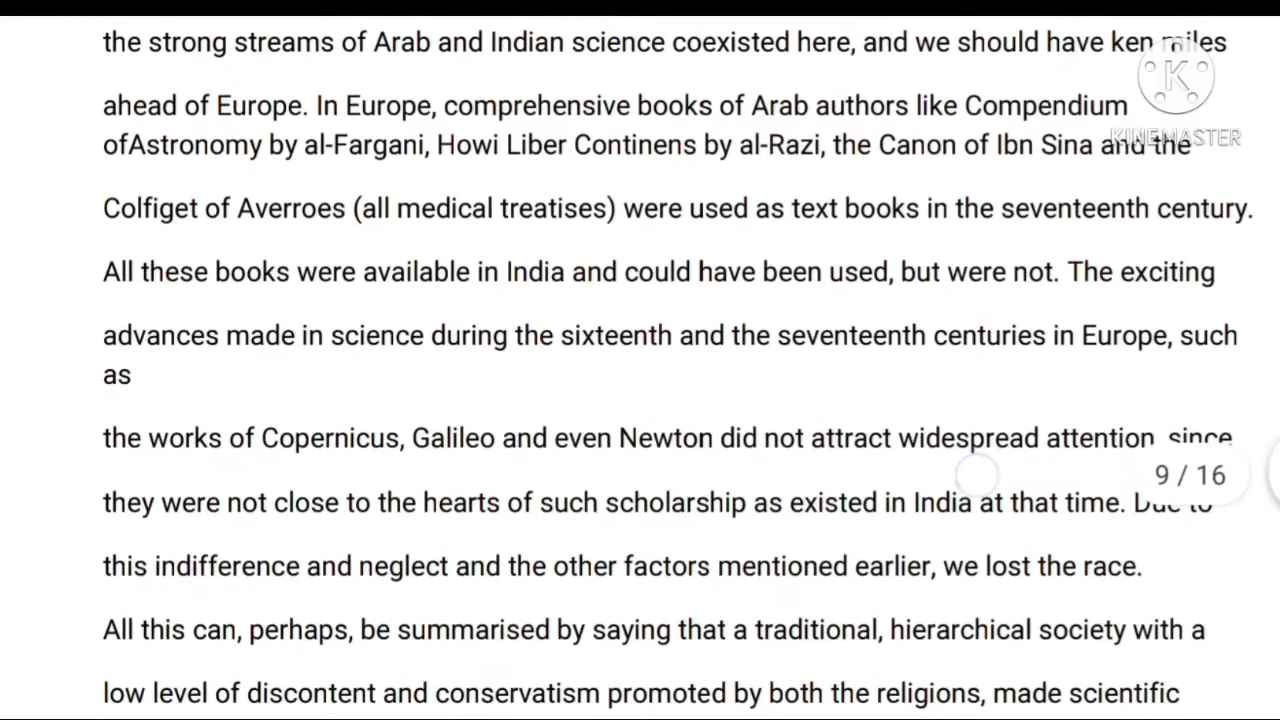 the strong streams of Arab and Indian science coexisted here, and we should have ken miles
ahead of Europe. In Europe, comprehensive books of Arab authors like Compendium
ofAstronomy by al-Fargani, Howi Liber Continens by al-Razi, the Canon of Ibn Sina and the
KINEMASTER
Colfiget of Averroes (all medical treatises) were used as text books in the seventeenth century.
All these books were available in India and could have been used, but were not. The exciting
advances made in science during the sixteenth and the seventeenth centuries in Europe, such
as
the works of Copernicus, Galileo and even Newton did not attract widespread attention since
9 / 16
they were not close to the hearts of such scholarship as existed in India at that time. Due to
this indifference and neglect and the other factors mentioned earlier, we lost the race.
All this can, perhaps, be summarised by saying that a traditional, hierarchical society with a
low level of discontent and conservatism promoted by both the religions, made scientific